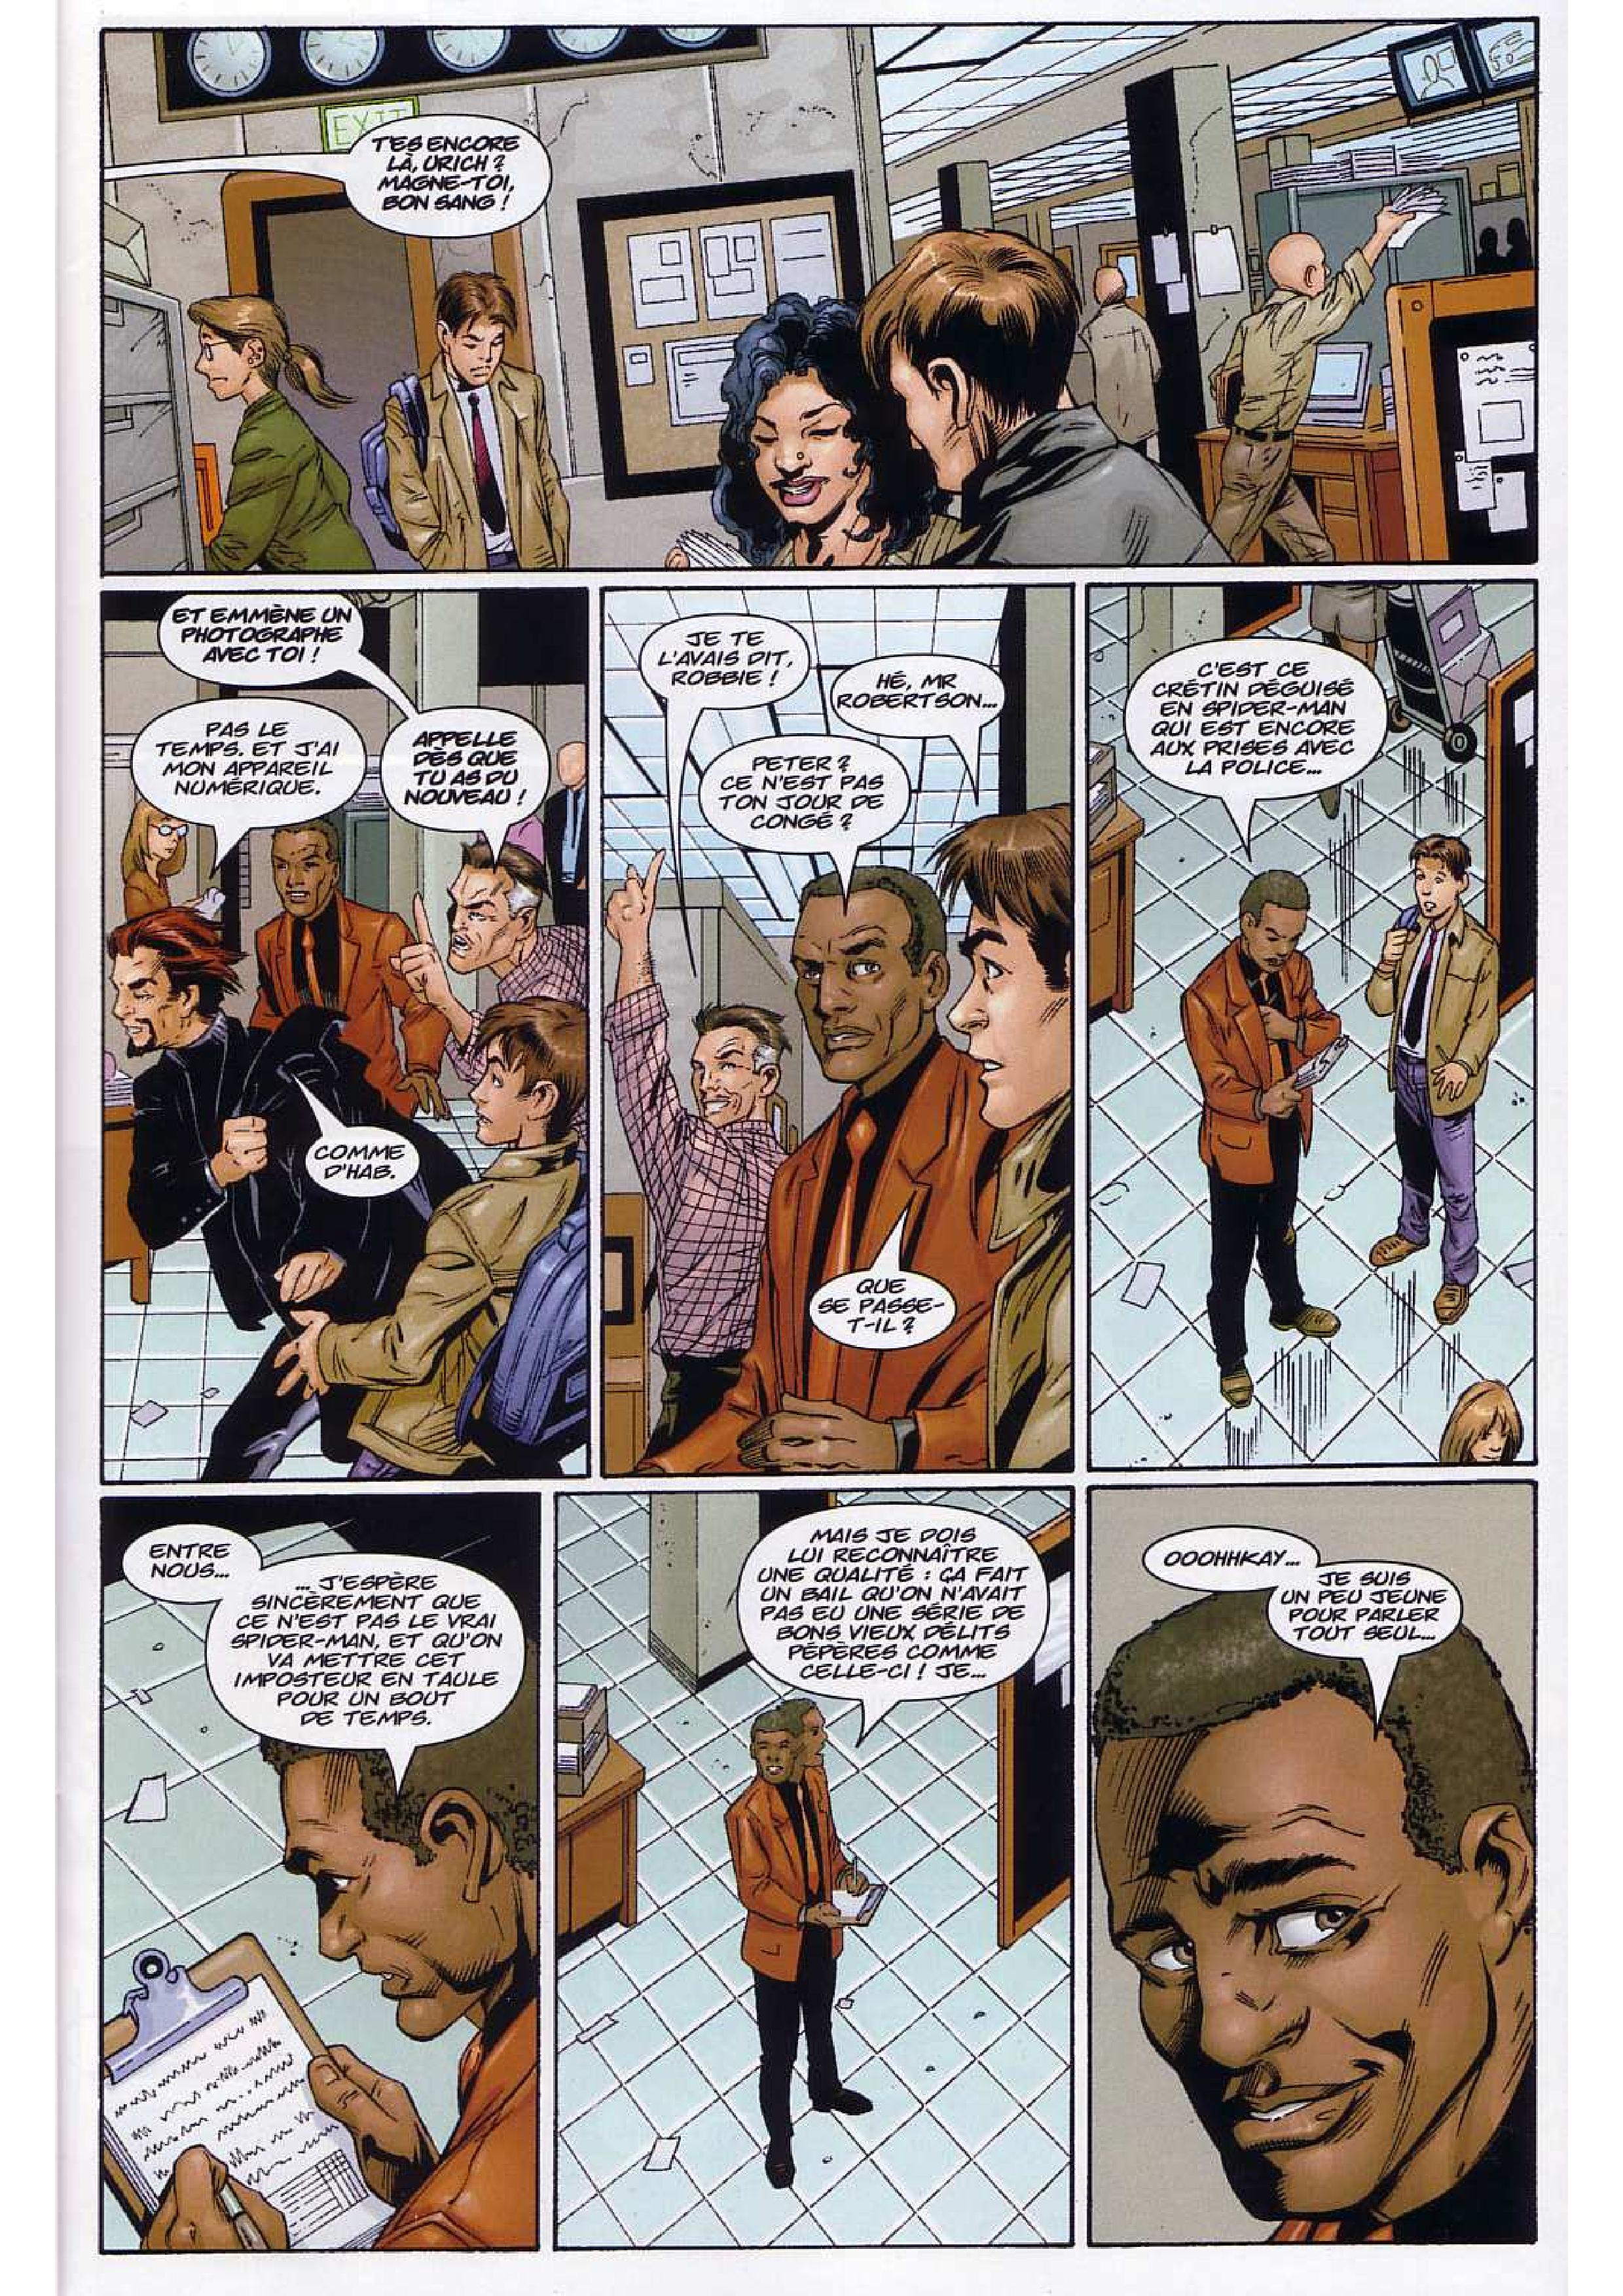 EXIT
T'ES ENCORE
LÀ, URICH ?
MAGNE-TOI,
BON SANG !
ET EMMÈNE UN
PHOTOGRAPHE
AVEC TOI !
PAS LE
TEMPS. ET J'AI
MON APPAREIL
NUMÉRIQUE.
APPELLE
DÈS QUE
TU AS DU
NOUVEAU !
COMME
D'HAB.
JE TE
L'AVAIS DIT,
ROBBIE !
HÉ, MR
ROBERTSON...
PETER ?
CE N'EST PAS
TON JOUR DE
CONGÉ ?
QUE
SE PASSE-
T-IL ?
C'EST CE
CRÉTIN DÉGUISÉ
EN SPIDER-MAN
QUI EST ENCORE
AUX PRISES AVEC
LA POLICE...
ENTRE
NOUS...
... J'ESPÈRE
SINCÈREMENT QUE
CE N'EST PAS LE VRAI
SPIDER-MAN, ET QU'ON
VA METTRE CET
IMPOSTEUR EN TAULE
POUR UN BOUT
DE TEMPS.
MAIS JE DOIS
LUI RECONNAÎTRE
UNE QUALITÉ : ÇA FAIT
UN BAIL QU'ON N'AVAIT
PAS EU UNE SÉRIE DE
BONS VIEUX DÉLITS
PÉPÈRES COMME
CELLE-CI ! JE...
OOOHHKAY...
JE SUIS
UN PEU JEUNE
POUR PARLER
TOUT SEUL...